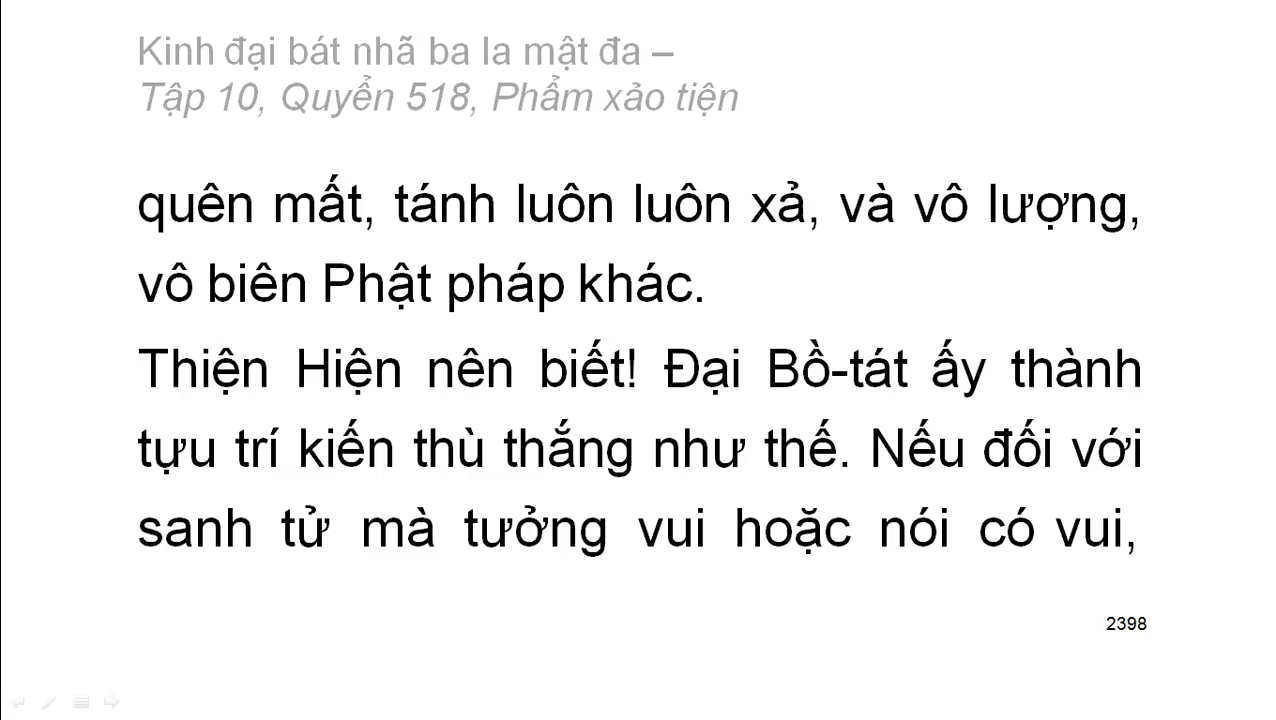 Kinh đại bát nhã ba la mật đa –
Tập 10, Quyển 518, Phẩm xảo tiện
quên mất, tánh luôn luôn xả, và vô lượng,
vô biên Phật pháp khác.
Thiện Hiện nên biết! Đại Bồ-tát ấy thành
tựu trí kiến thù thắng như thế. Nếu đối với
sanh tử mà tưởng vui hoặc nói có vui,
2398